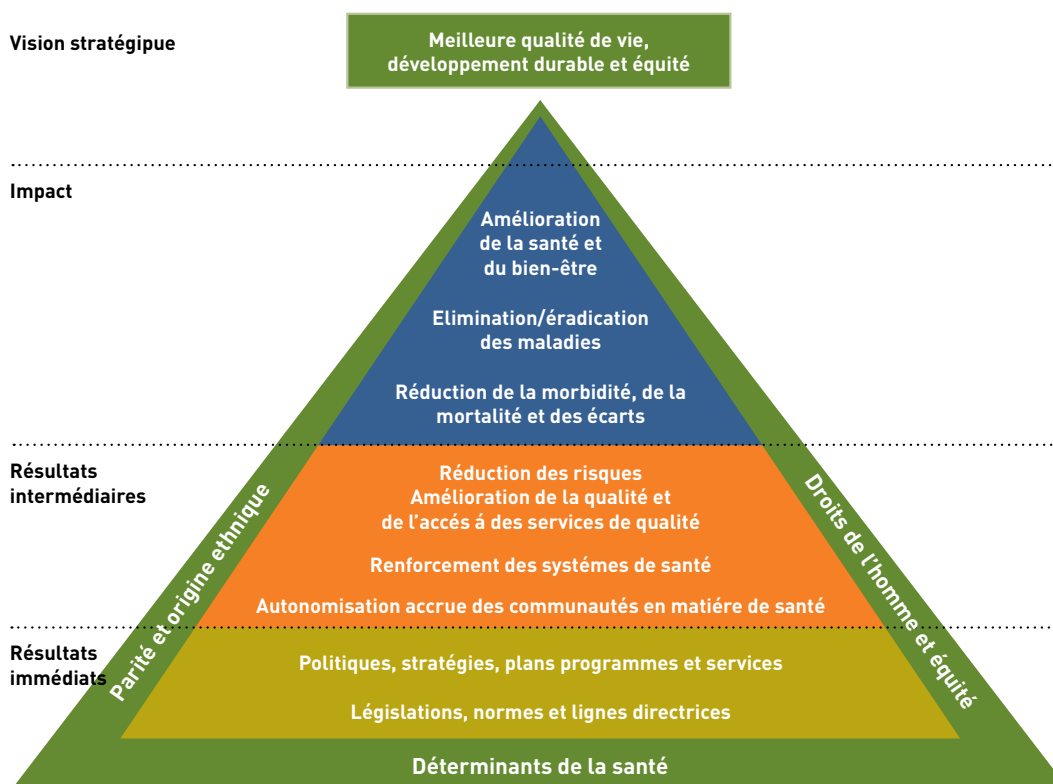 Vision stratégipue
Meilleure qualité de vie,
développement durable et équité
Impact
Amélioration
de la santé et
du bien-être
Elimination/éradication
des maladies
Réduction de la morbidité, de la
mortalité et des écarts
Résultats
intermédiaires
Réduction des risques
Amélioration de la qualité et
de l’accés á des services de qualité
Renforcement des systémes de santé
Autonomisation accrue des communautés en matiére de santé
Parité et origine ethnique
Droits de l’homme et équité
Résultats
immédiats
Politiques, stratégies, plans programmes et services
Législations, normes et lignes directrices
Déterminants de la santé